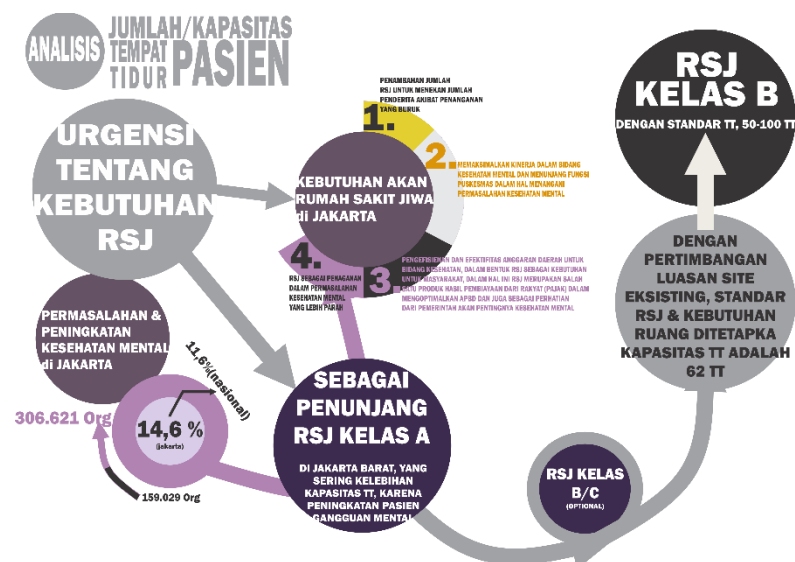 ANALISIS
JUMLAH/KAPASITAS
TEMPAT
TIDUR PASIEN
URGENSI
TENTANG
KEBUTUHAN
RSJ
PERMASALAHAN &
PENINGKATAN
KESEHATAN MENTAL
di JAKARTA
306.621 Org
11,6%(nasional)
14,6 %
(jakarta)
159.029 Org
PENAMBAHAN JUMLAH
RSJ UNTUK MENEKAN JUMLAH
PENDERITA AKIBAT PENANGANAN
YANG BURUK
1.
2.
MEMAKSIMALKAN KINERJA DALAM BIDANG
KESEHATAN MENTAL DAN MENUNJANG FUNGSI
PUSKESMAS DALAM HAL MENANGANI
PERMASALAHAN KESEHATAN MENTAL
KEBUTUHAN AKAN
RUMAH SAKIT JIWA
di JAKARTA
3.
PENGEFISIENAN DAN EFEKTIFITAS ANGGARAN DAERAH UNTUK
BIDANG KESEHATAN, DALAM BENTUK RSJ SEBAGAI KEBUTUHAN
UNTUK MASYARAKAT, DALAM HAL INI RSJ MERUPAKAN SALAH
SATU PRODUK HASIL PEMBIAYAAN DARI RAKYAT (PAJAK) DALAM
MENGOPTIMALKAN APBD DAN JUGA SEBAGAI PERHATIAN
DARI PEMERINTAH AKAN PENTINGNYA KESEHATAN MENTAL
4.
RSJ SEBAGAI PENAGANAN
DALAM PERMASALAHAN
KESEHATAN MENTAL
YANG LEBIH PARAH
SEBAGAI
PENUNJANG
RSJ KELAS A
DI JAKARTA BARAT, YANG
SERING KELEBIHAN
KAPASITAS TT, KARENA
PENINGKATAN PASIEN
GANGGUAN MENTAL
RSJ KELAS
B/C
(OPTIONAL)
DENGAN
PERTIMBANGAN
LUASAN SITE
EKSISTING, STANDAR
RSJ & KEBUTUHAN
RUANG DITETAPKA
KAPASITAS TT ADALAH
62 TT
RSJ
KELAS B
DENGAN STANDAR TT, 50-100 TT